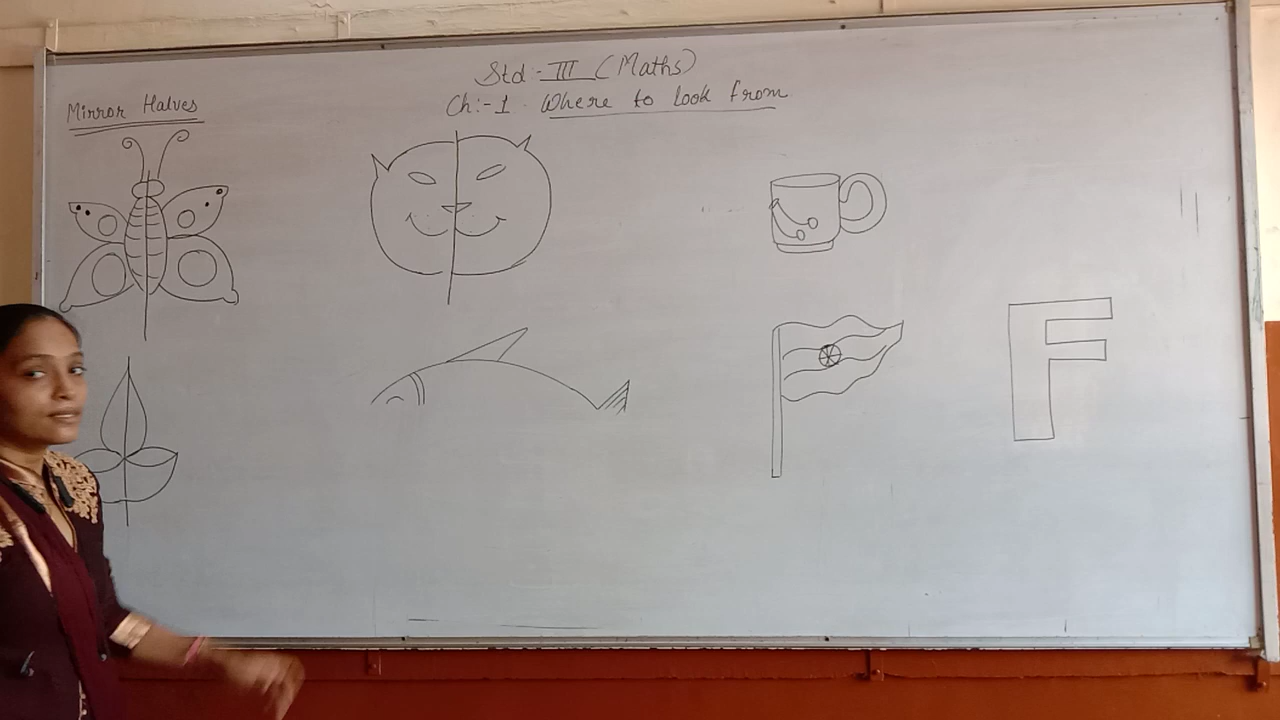 Std:- III (Maths)
Ch:-1. Where to look from
Mirror Halves
F